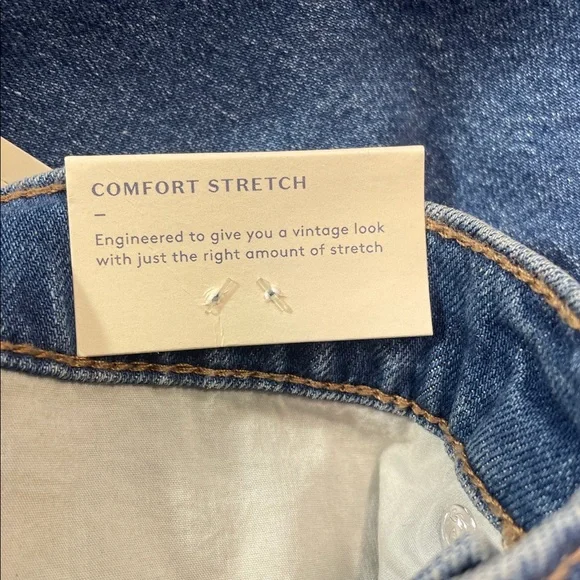 COMFORT STRETCH
–
Engineered to give you a vintage look
with just the right amount of stretch